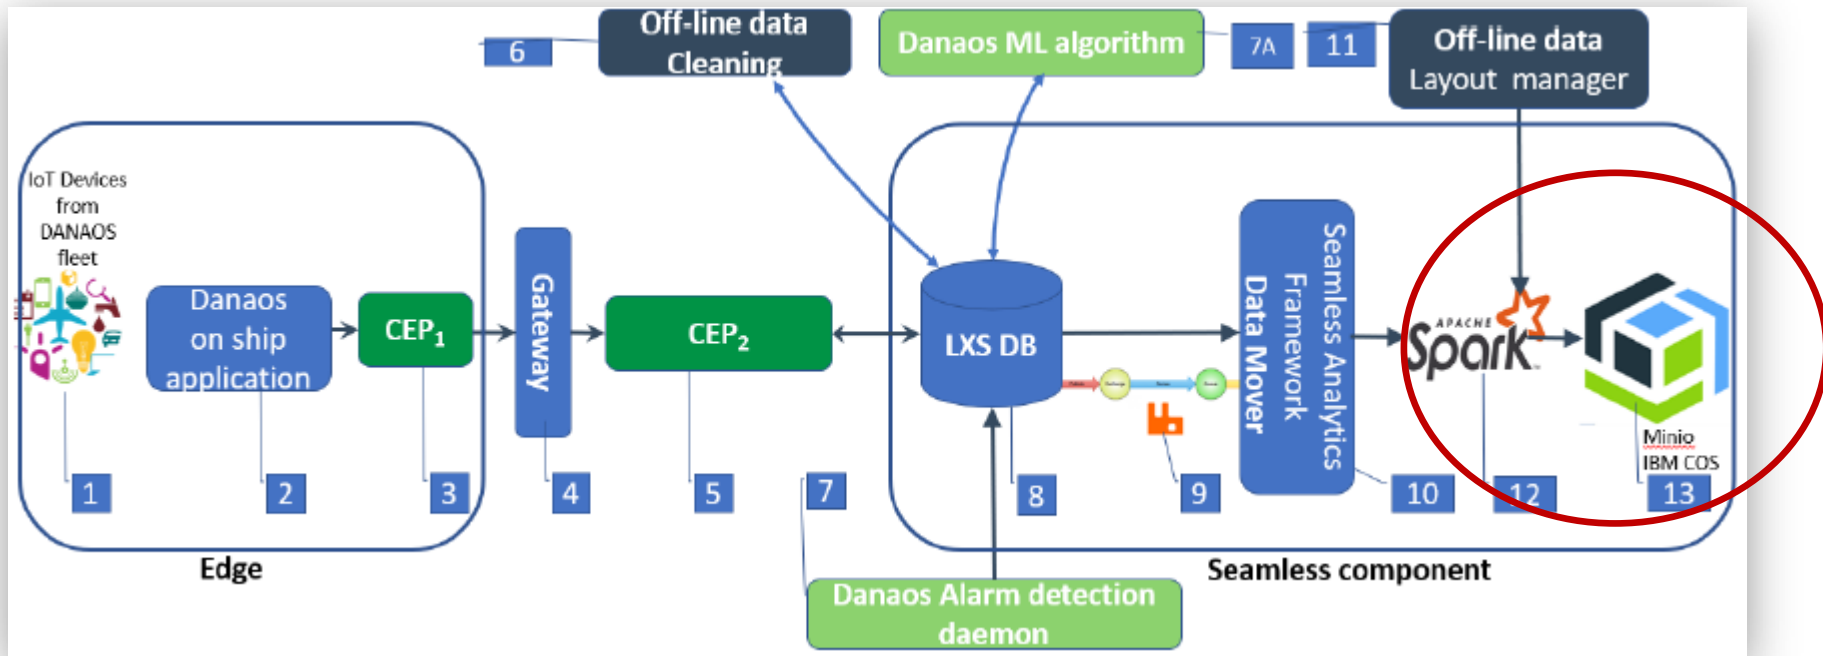 6
Off-line data
Cleaning
Danaos ML algorithm
7A
11
Off-line data
Layout manager
IoT Devices
from
DANAOS
fleet
Danaos
on ship
application
CEP1
Gateway
CEP2
LXS DB
Seamless Analytics
Framework
Data Mover
APACHE
Spark
Minio
IBM COS
1
2
3
4
5
7
8
9
10
12
13
Edge
Seamless component
Danaos Alarm detection
daemon